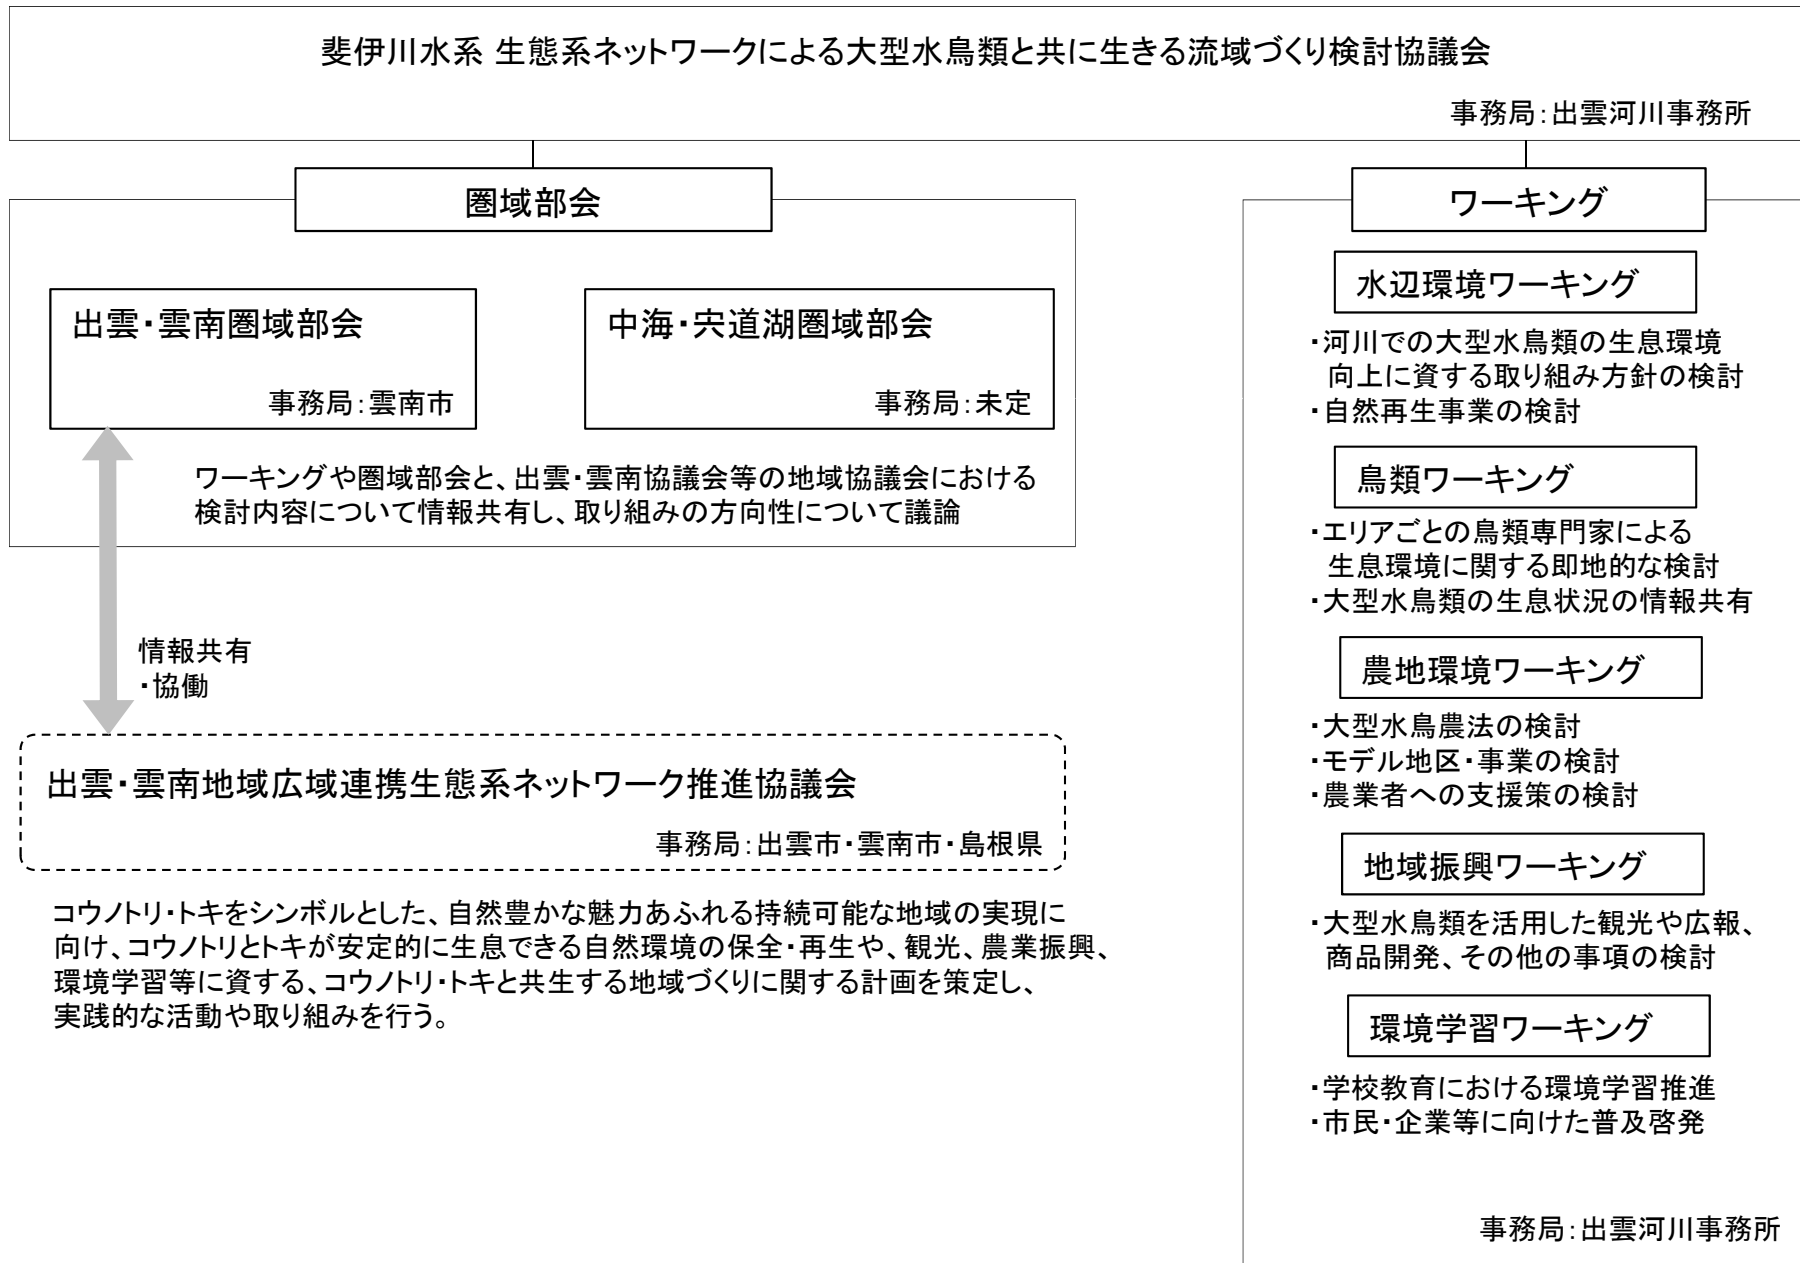 斐伊川水系 生態系ネットワークによる大型水鳥類と共に生きる流域づくり検討協議会
事務局:出雲河川事務所
圏域部会
出雲・雲南圏域部会
事務局:雲南市
中海・宍道湖圏域部会
事務局:未定
ワーキングや圏域部会と、出雲・雲南協議会等の地域協議会における
検討内容について情報共有し、取り組みの方向性について議論
情報共有
・協働
出雲・雲南地域広域連携生態系ネットワーク推進協議会
事務局:出雲市・雲南市・島根県
コウノトリ・トキをシンボルとした、自然豊かな魅力あふれる持続可能な地域の実現に
向け、コウノトリとトキが安定的に生息できる自然環境の保全・再生や、観光、農業振興、
環境学習等に資する、コウノトリ・トキと共生する地域づくりに関する計画を策定し、
実践的な活動や取り組みを行う。
ワーキング
水辺環境ワーキング
・河川での大型水鳥類の生息環境
向上に資する取り組み方針の検討
・自然再生事業の検討
鳥類ワーキング
・エリアごとの鳥類専門家による
生息環境に関する即地的な検討
・大型水鳥類の生息状況の情報共有
農地環境ワーキング
・大型水鳥農法の検討
・モデル地区・事業の検討
・農業者への支援策の検討
地域振興ワーキング
・大型水鳥類を活用した観光や広報、
商品開発、その他の事項の検討
環境学習ワーキング
・学校教育における環境学習推進
・市民・企業等に向けた普及啓発
事務局:出雲河川事務所